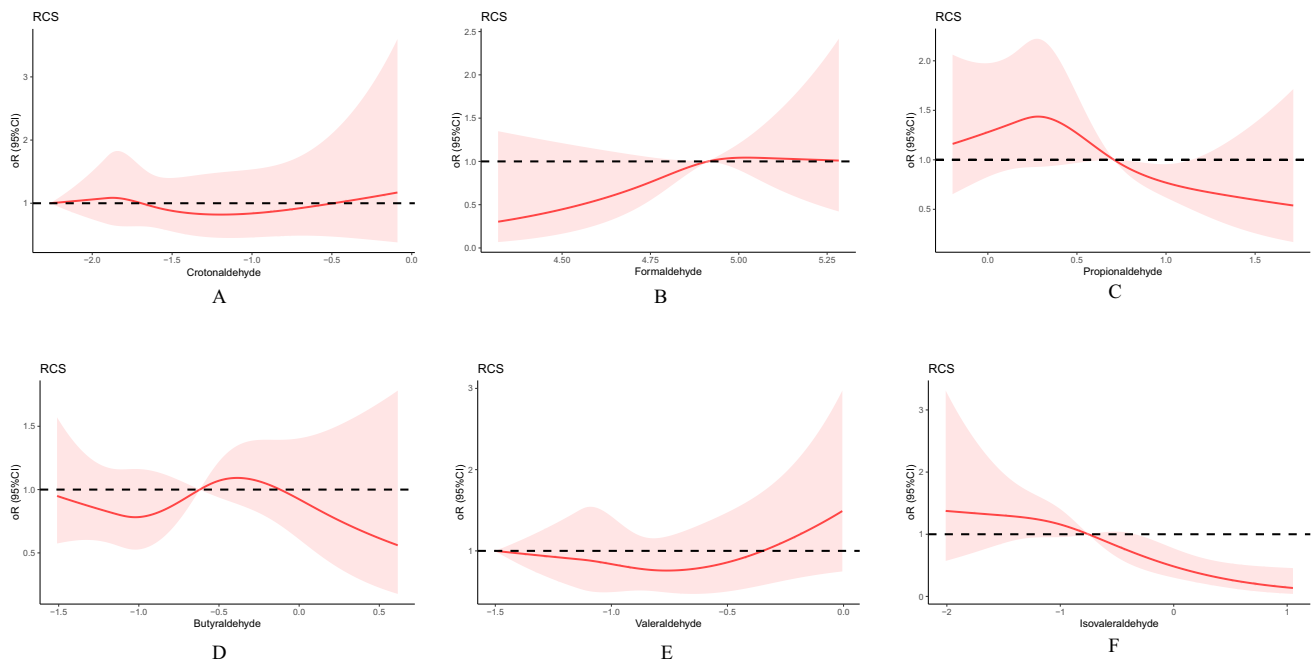 RCS
oR (95%CI)
3
2
1
−2.0 −1.5 −1.0 −0.5 0.0
Crotonaldehyde
A
RCS
oR (95%CI)
2.5
2.0
1.5
1.0
0.5
0.0
4.50 4.75 5.00 5.25
Formaldehyde
B
RCS
oR (95%CI)
2.0
1.5
1.0
0.5
0.0 0.5 1.0 1.5
Propionaldehyde
C
RCS
oR (95%CI)
1.5
1.0
0.5
−1.5 −1.0 −0.5 0.0 0.5
Butyraldehyde
D
RCS
oR (95%CI)
3
2
1
−1.5 −1.0 −0.5 0.0
Valeraldehyde
E
RCS
oR (95%CI)
3
2
1
0
−2 −1 0 1
Isovaleraldehyde
F